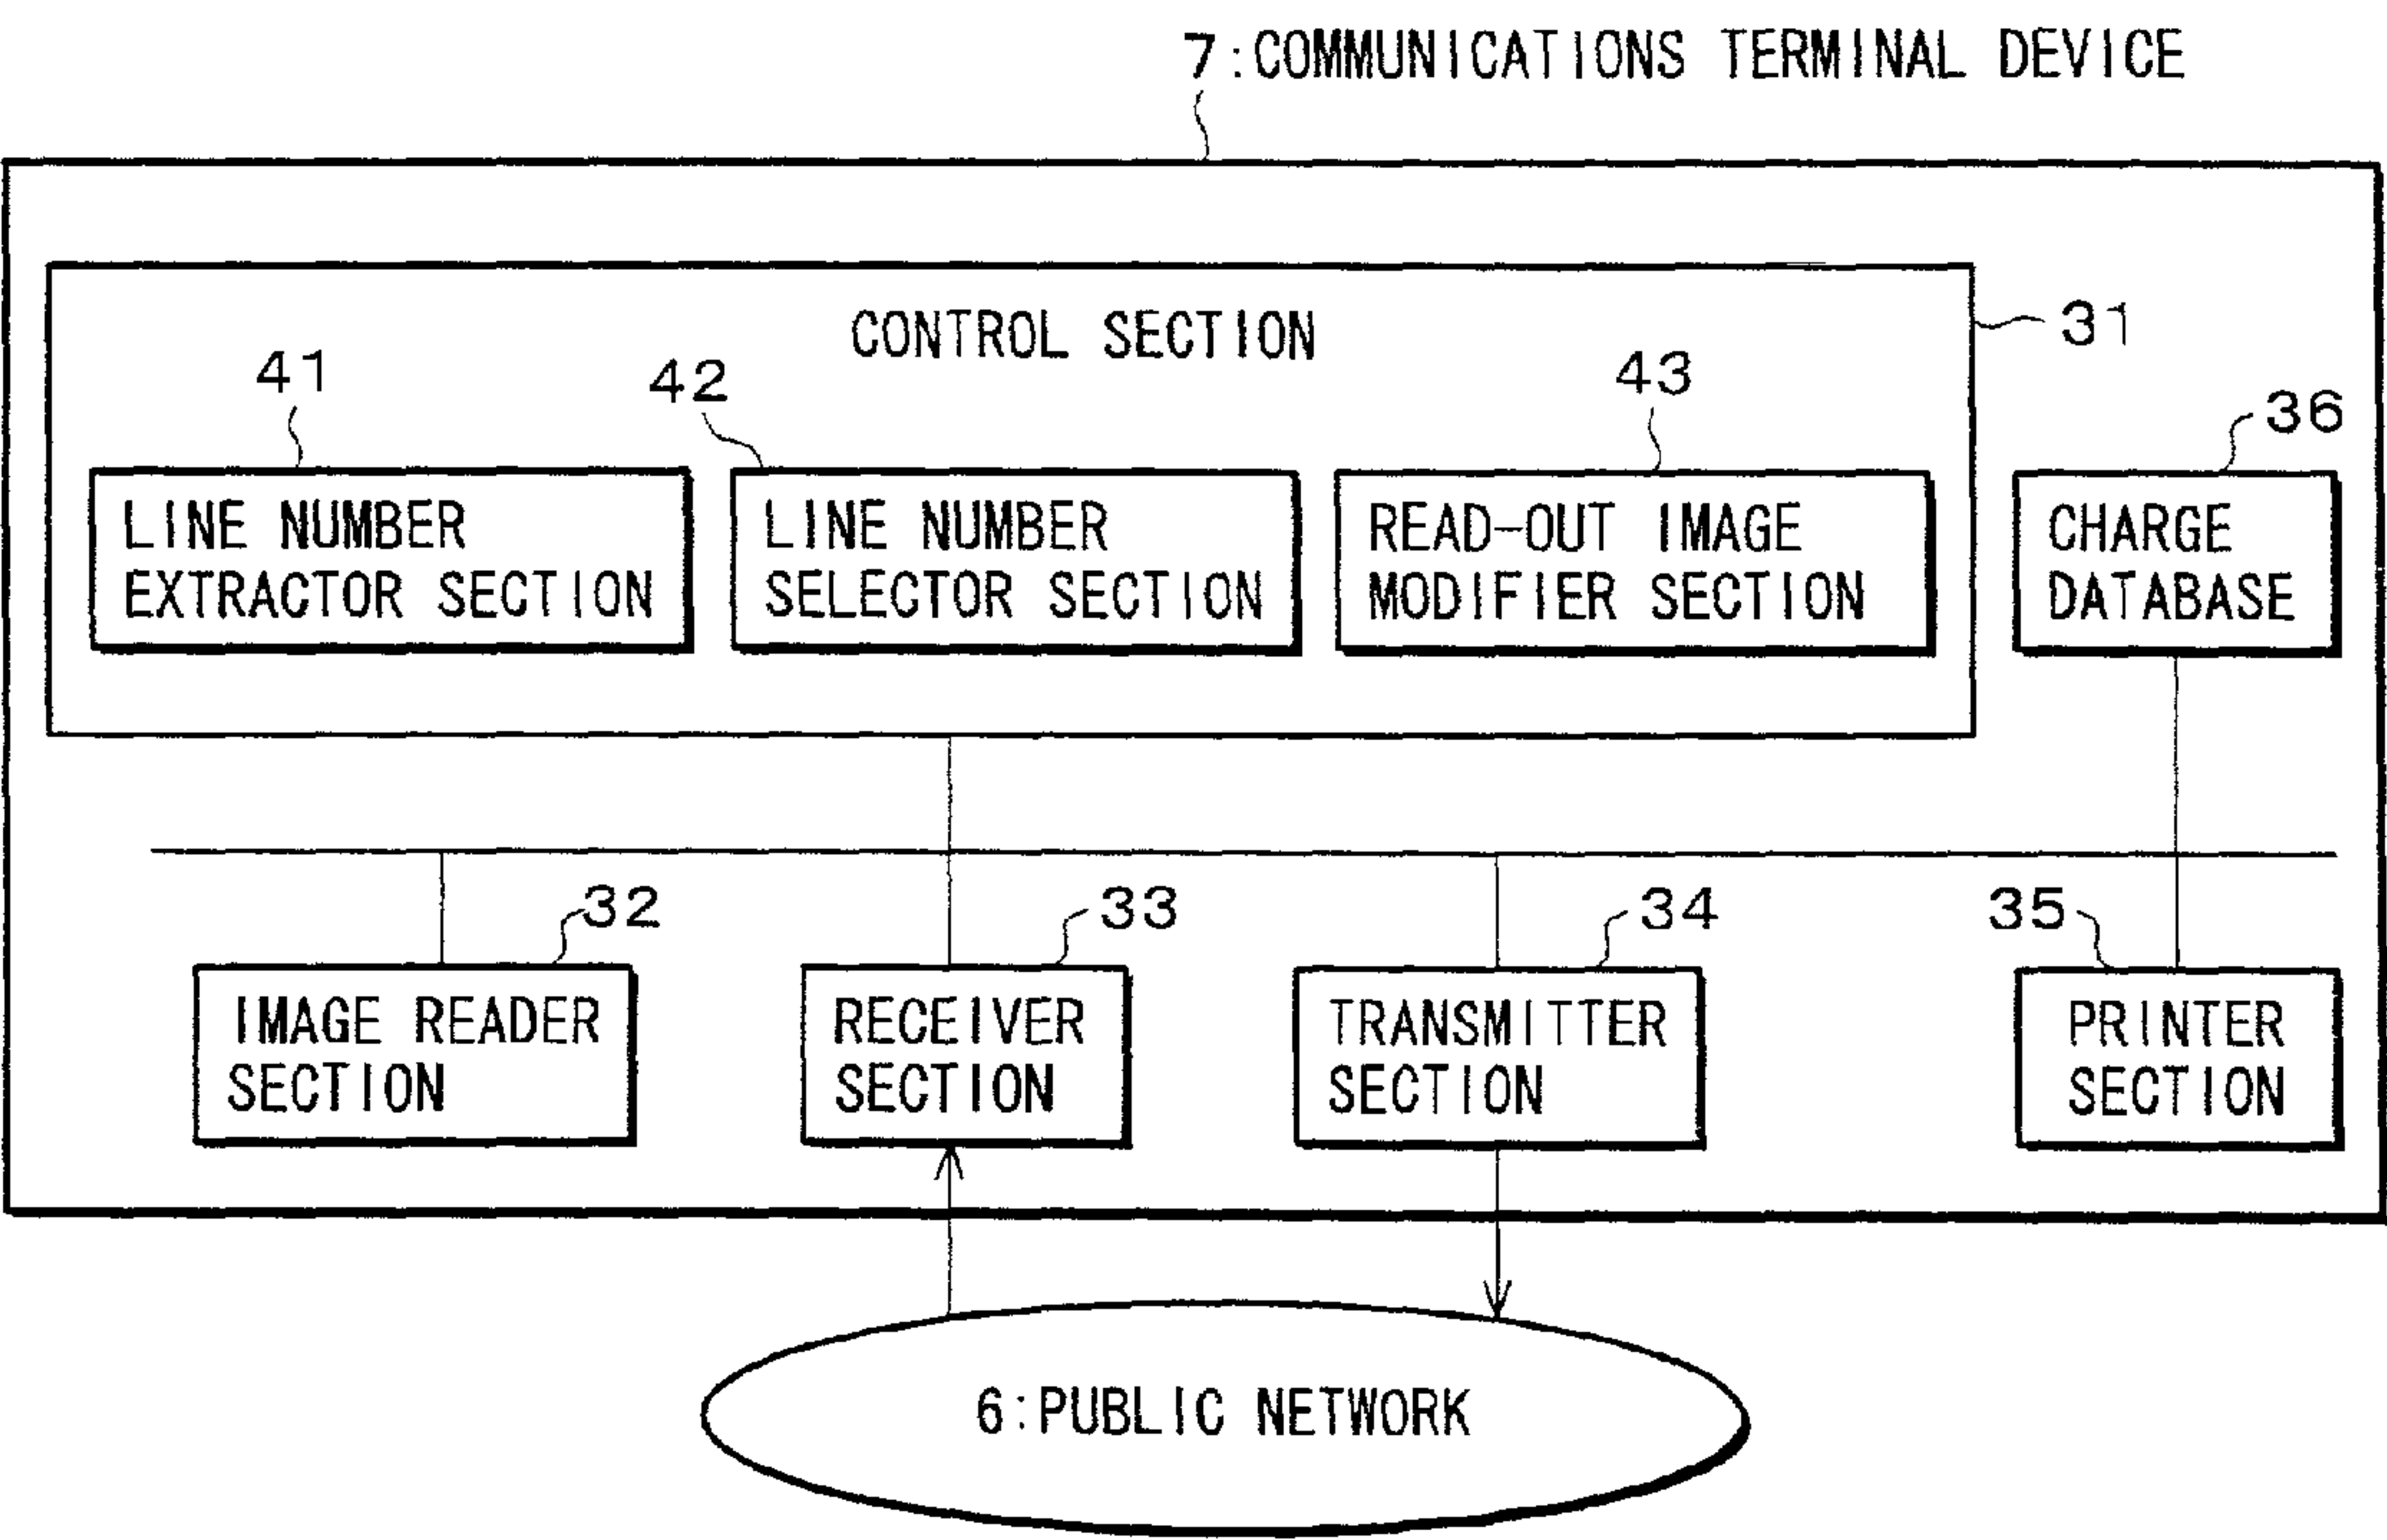 7:COMMUNICATIONS TERMINAL DEVICE
CONTROL SECTION
31
41
42
43
36
LINE NUMBER
EXTRACTOR SECTION
LINE NUMBER
SELECTOR SECTION
READ-OUT IMAGE
MODIFIER SECTION
CHARGE
DATABASE
32
33
34
35
IMAGE READER
SECTION
RECEIVER
SECTION
TRANSMITTER
SECTION
PRINTER
SECTION
6:PUBLIC NETWORK